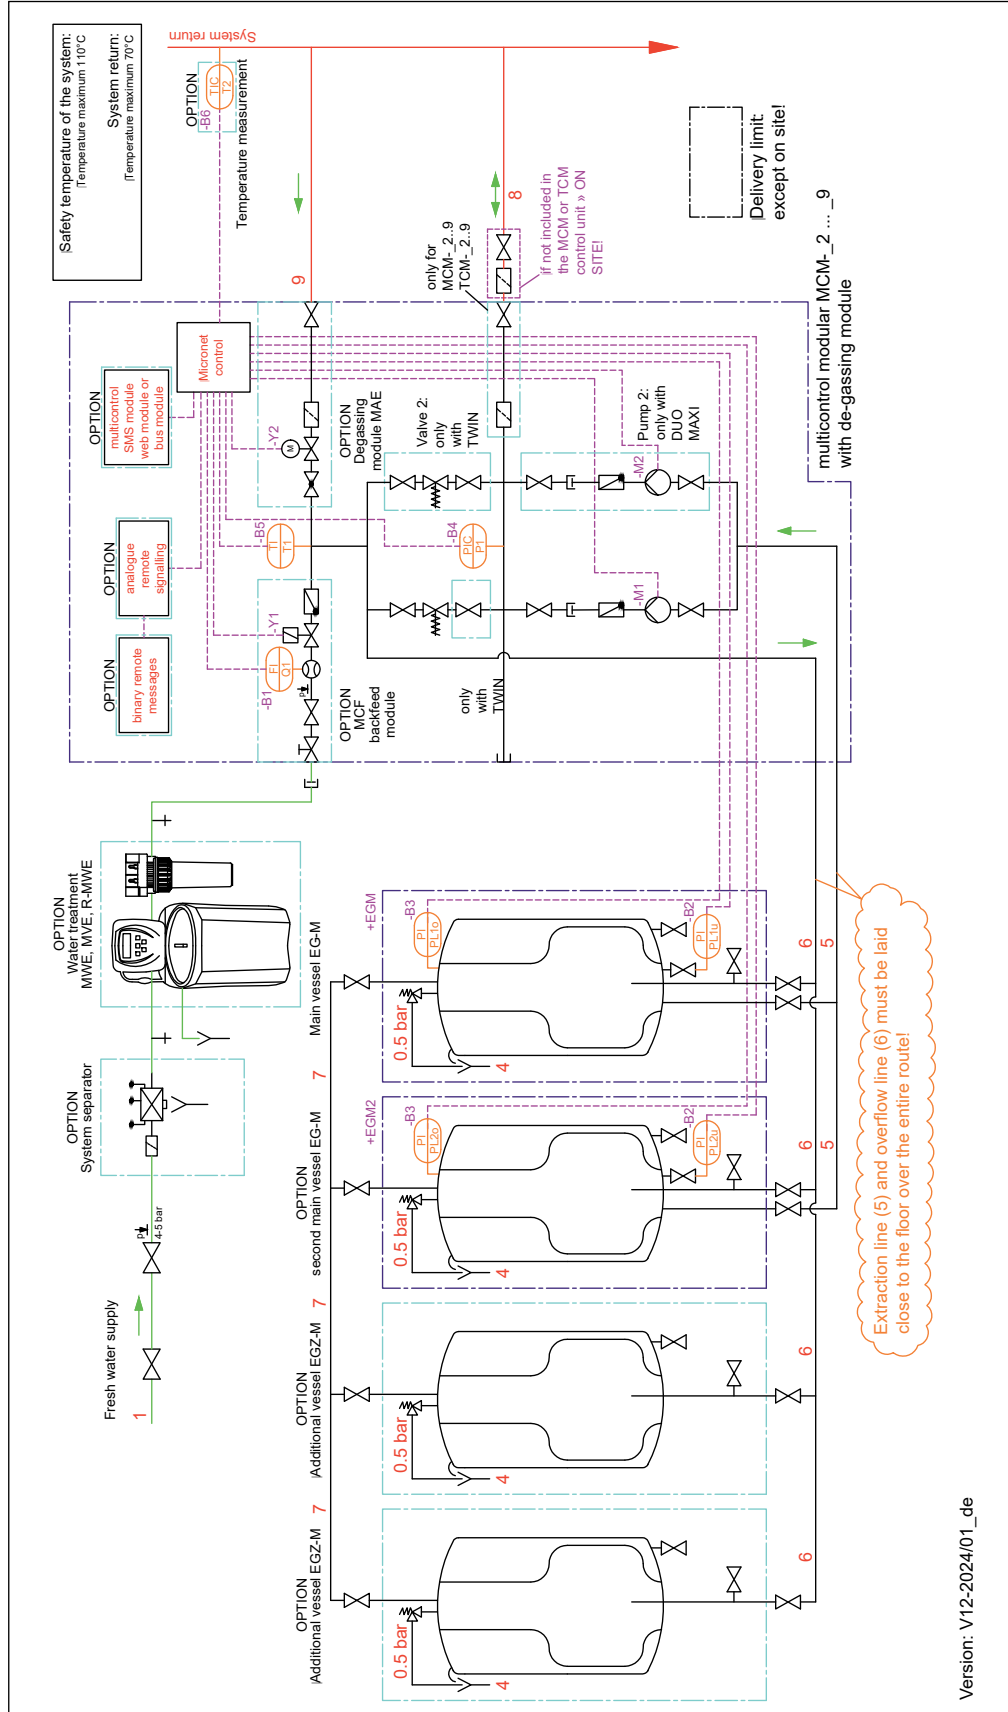 Safety temperature of the system:
Temperature maximum 110°C
System return:
Temperature maximum 70°C
System return
OPTION
-B6
TIC
T2
Temperature measurement
OPTION
multicontrol
SMS module
web module or
bus module
Micronet
control
OPTION
analogue
remote
signalling
OPTION
binary remote
messages
9
-Y2
M
OPTION
Degassing
module MAE
-B5
TI
T1
-Y1
-B1
FI
Q1
p
OPTION
MCF
backfeed
module
only for
MCM-_2..9
TCM-_2..9
8
if not included in
the MCM or TCM
control unit » ON
SITE!
Valve 2:
only
with
TWIN
-B4
PIC
P1
only
with
TWIN
Pump 2:
only with
DUO
MAXI
-M2
-M1
Delivery limit:
except on site!
multicontrol modular MCM-_2 ... _9
with de-gassing module
OPTION
Water treatment
MWE, MVE, R-MWE
OPTION
System separator
p
4-5 bar
Fresh water supply
1
Main vessel EG-M
7
+EGM
-B3
PI
PL1o
0.5 bar
4
-B2
PI
PL1u
6
5
OPTION
second main vessel EG-M
7
+EGM2
-B3
PI
PL2o
0.5 bar
4
-B2
PI
PL2u
6
5
OPTION
Additional vessel EGZ-M
7
0.5 bar
4
6
OPTION
Additional vessel EGZ-M
0.5 bar
4
6
Extraction line (5) and overflow line (6) must be laid
close to the floor over the entire route!
Version: V12-2024/01_de